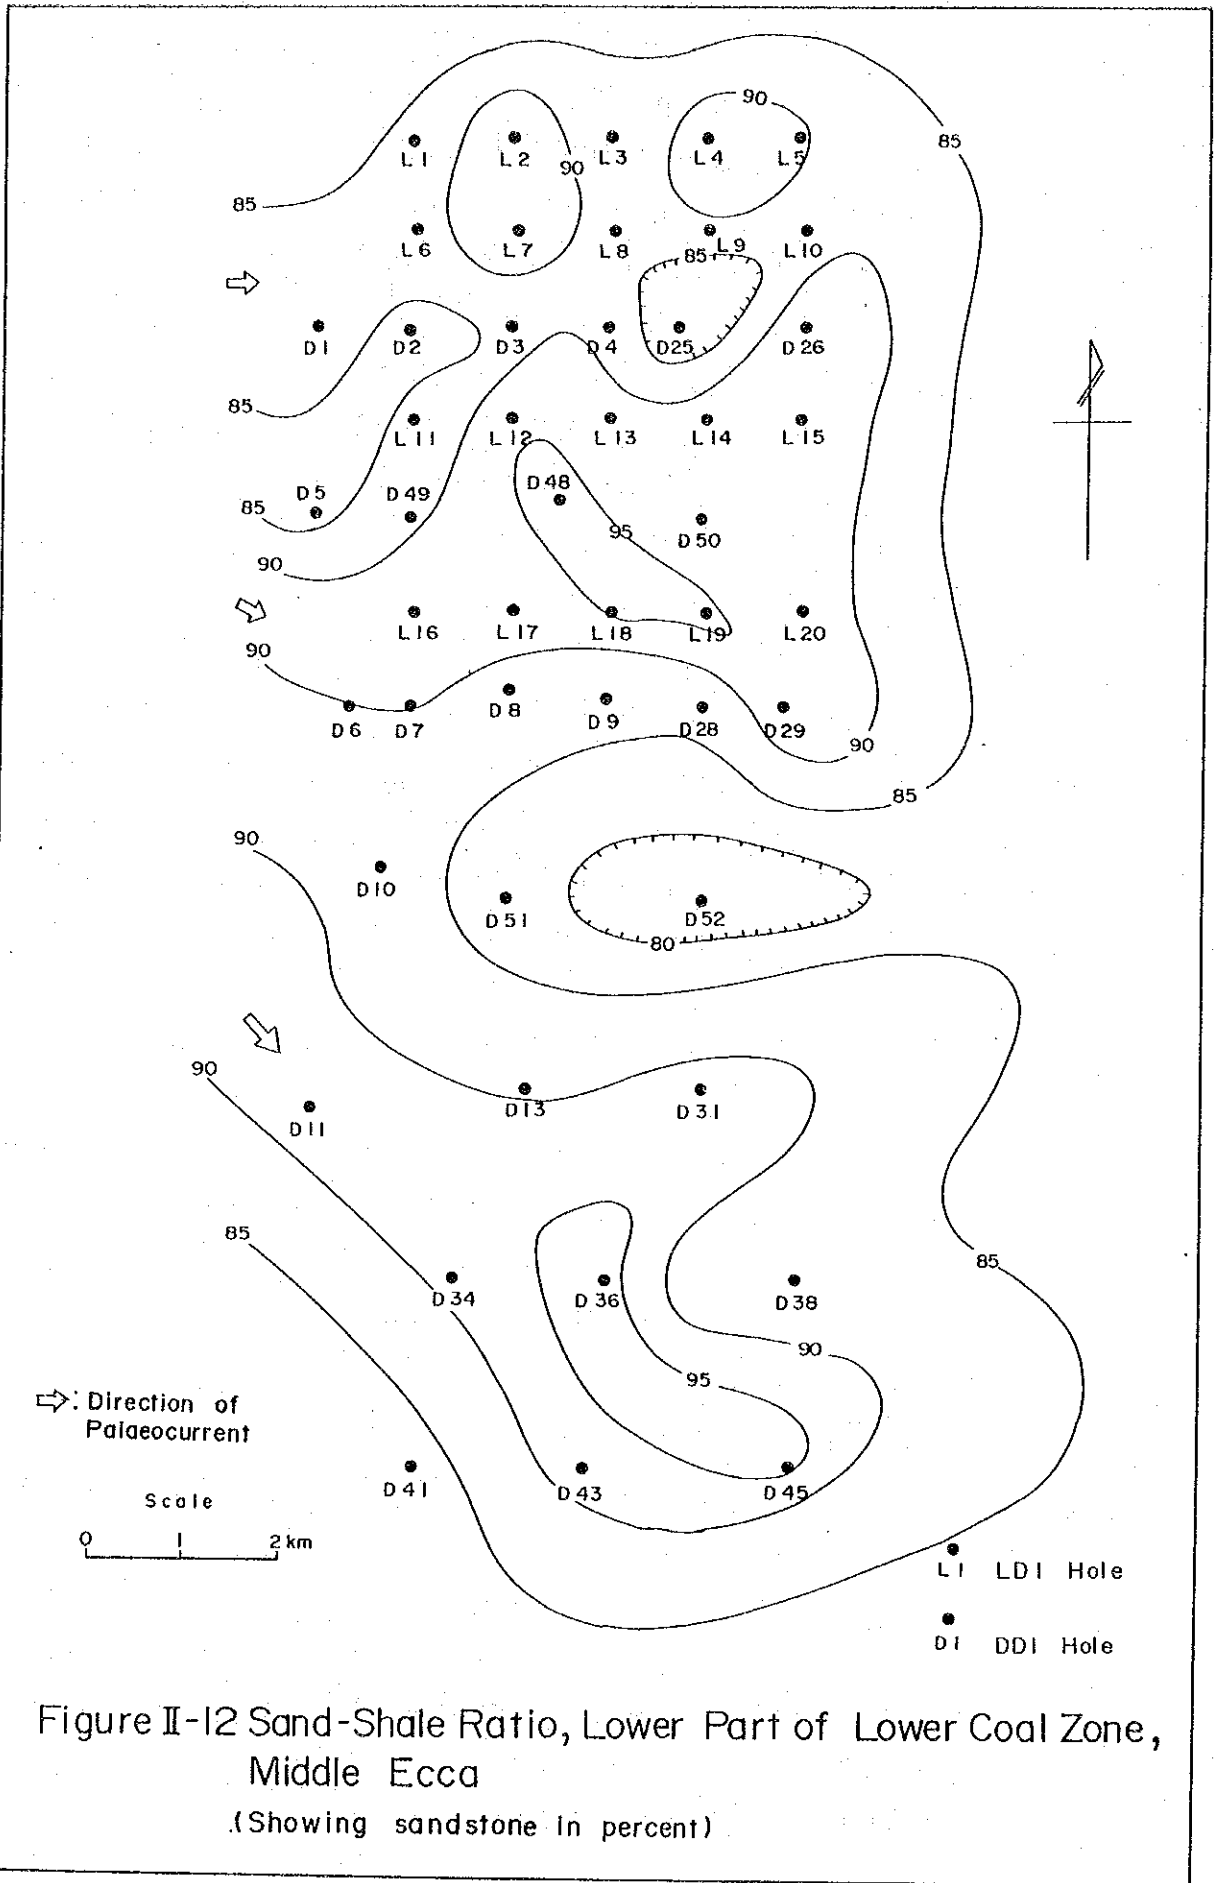 90
85
L1 L2 90 L3 L4 L5
85
L6 L7 L8 85 L9 L10
D1 D2 D3 D4 D25 D26
85
L11 L12 L13 L14 L15
D5 D49 D48
85 95 D50
90
L16 L17 L18 L19 L20
90
D6 D7 D8 D9 D28 D29
90
85
90
D10 D51 D52
80
90
D11 D13 D31
85
85
D34 D36 D38
90
95
⇨: Direction of
Palaeocurrent
D41 D43 D45
Scale
0 1 2 km
L1 LD1 Hole
D1 DD1 Hole
Figure II-12 Sand-Shale Ratio, Lower Part of Lower Coal Zone,
Middle Ecca
(Showing sandstone in percent)